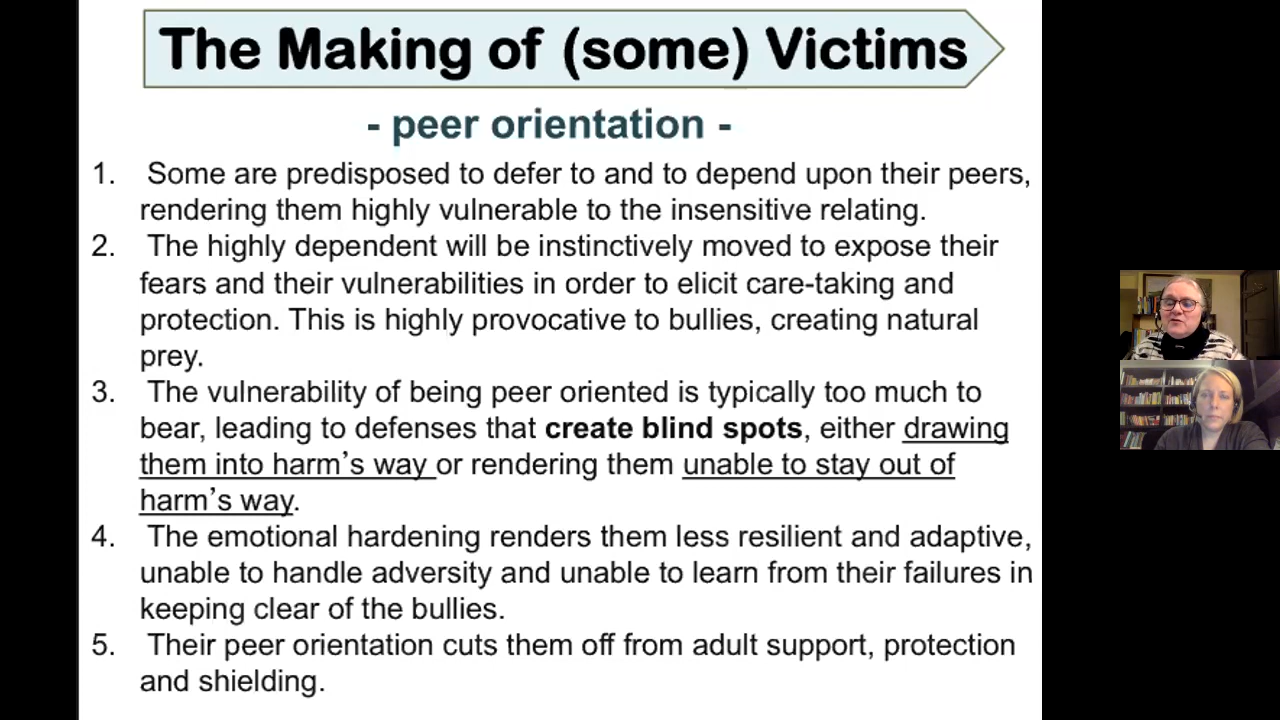 The Making of (some) Victims
- peer orientation -
1. Some are predisposed to defer to and to depend upon their peers,
rendering them highly vulnerable to the insensitive relating.
2. The highly dependent will be instinctively moved to expose their
fears and their vulnerabilities in order to elicit care-taking and
protection. This is highly provocative to bullies, creating natural
prey.
3. The vulnerability of being peer oriented is typically too much to
bear, leading to defenses that create blind spots, either drawing
them into harm’s way or rendering them unable to stay out of
harm’s way.
4. The emotional hardening renders them less resilient and adaptive,
unable to handle adversity and unable to learn from their failures in
keeping clear of the bullies.
5. Their peer orientation cuts them off from adult support, protection
and shielding.